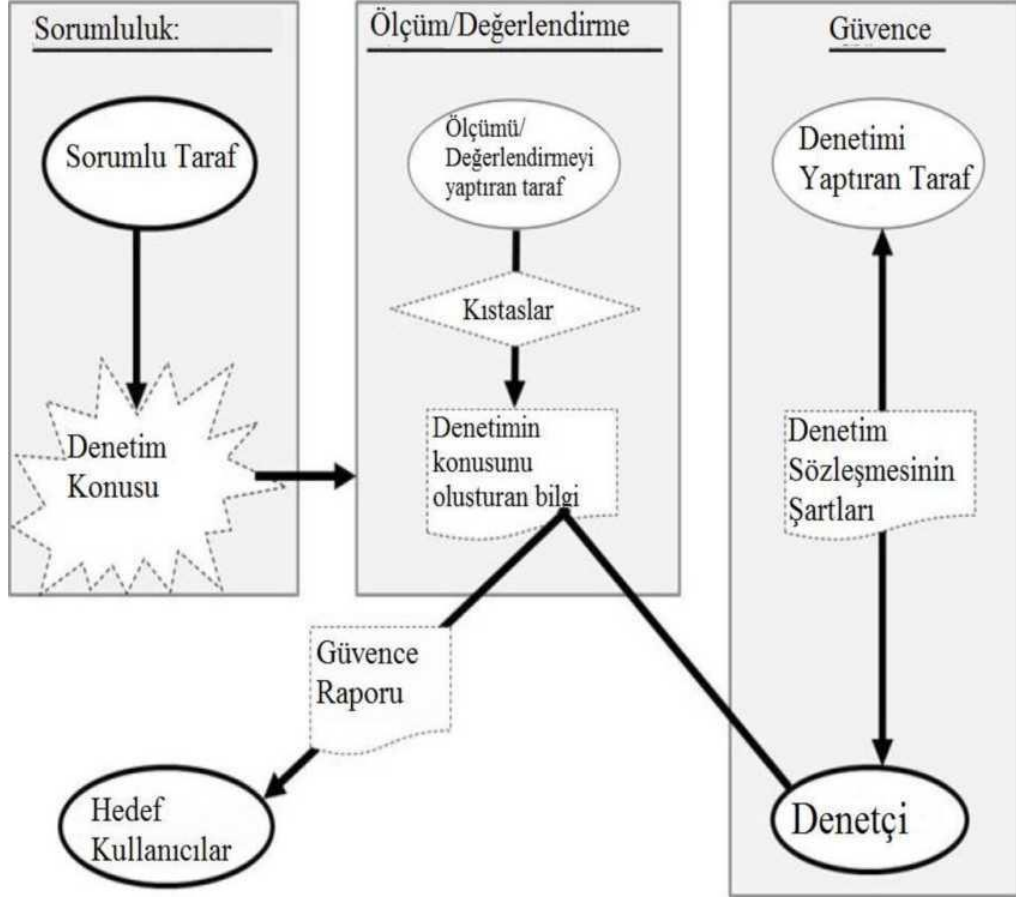 Sorumluluk:
Sorumlu Taraf
Denetim
Konusu
Ölçüm/Değerlendirme
Ölçümü/
Değerlendirmeyi
yaptıran taraf
Kıstaslar
Denetimin
konusunu
olusturan bilgi
Güvence
Denetimi
Yaptıran Taraf
Denetim
Sözleşmesinin
Şartları
Denetçi
Güvence
Raporu
Hedef
Kullanıcılar